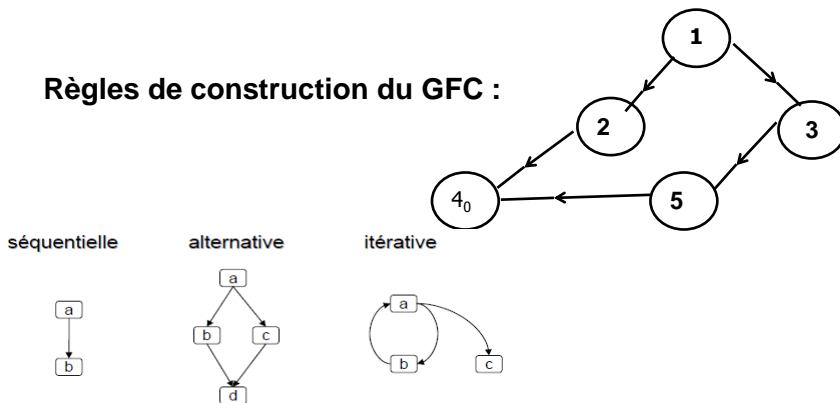 1
Règles de construction du GFC :
2
3
4₀
5
séquentielle alternative itérative
a
b
a
b c
d
a
b c